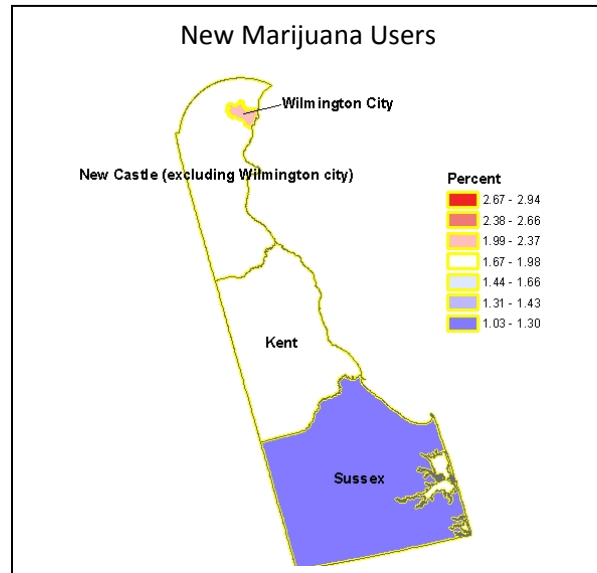 New Marijuana Users
Wilmington City
New Castle (excluding Wilmington city)
Percent
2.67 - 2.94
2.38 - 2.66
1.99 - 2.37
1.67 - 1.98
1.44 - 1.66
1.31 - 1.43
1.03 - 1.30
Kent
Sussex